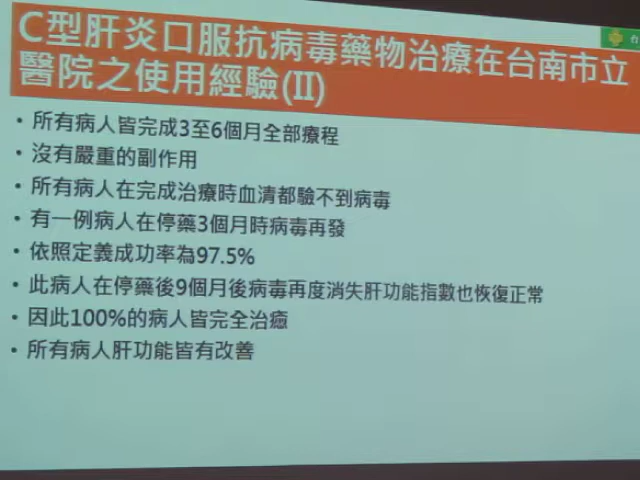 C型肝炎口服抗病毒藥物治療在台南市立
醫院之使用經驗(II)
台
• 所有病人皆完成3至6個月全部療程
• 沒有嚴重的副作用
• 所有病人在完成治療時血清都驗不到病毒
• 有一例病人在停藥3個月時病毒再發
• 依照定義成功率為97.5%
• 此病人在停藥後9個月後病毒再度消失肝功能指數也恢復正常
• 因此100%的病人皆完全治癒
• 所有病人肝功能皆有改善